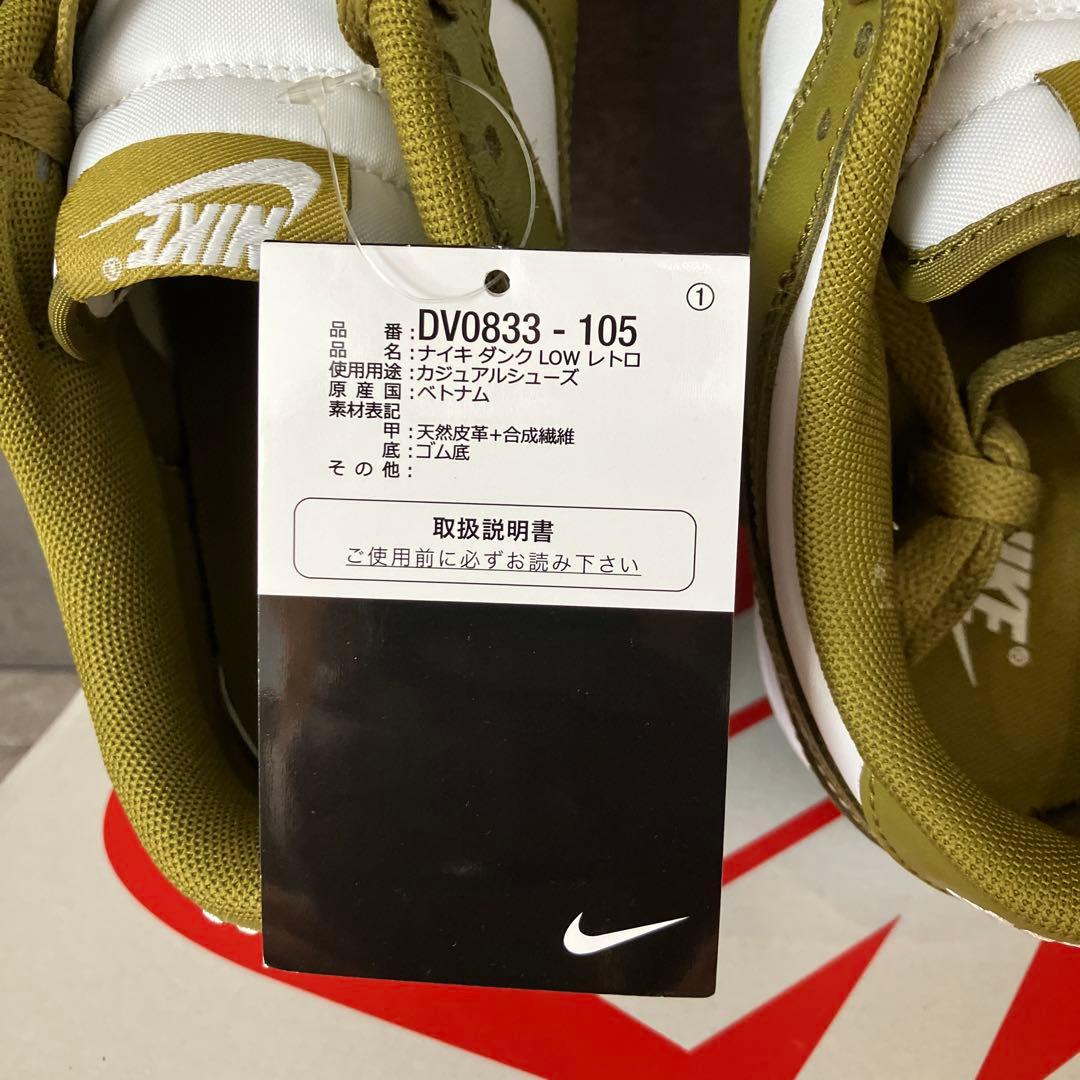 NIKE
®
①
品 番 : DV0833 - 105
品 名 : ナイキ ダンク LOW レトロ
使用用途 : カジュアルシューズ
原産国 : ベトナム
素材表記
甲 : 天然皮革+合成繊維
底 : ゴム底
その他 :
取扱説明書
ご使用前に必ずお読み下さい
NIKE
®